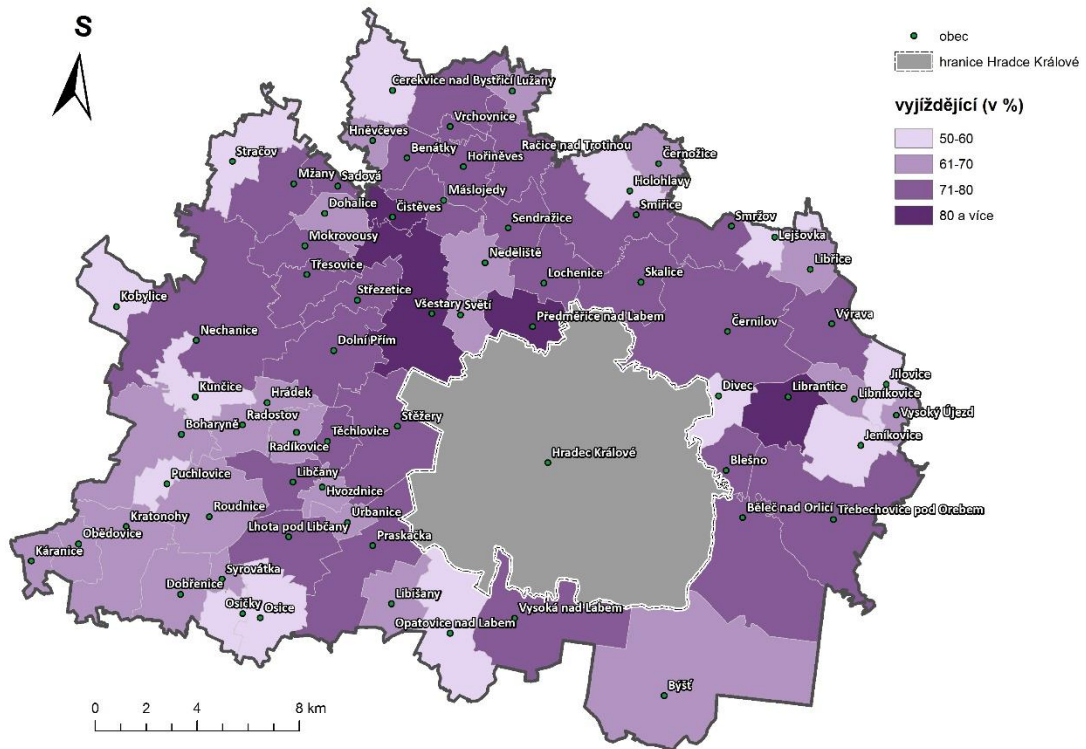 S
obec
hranice Hradce Králové
vyjíždějící (v %)
50-60
61-70
71-80
80 a více
Cerekvice nad Bystřicí
Lužany
Vrchovnice
Hněvčeves
Benátky
Hořiněves
Račice nad Trotinou
Černožice
Stračov
Mžany
Sadová
Máslojedy
Holohlavy
Dohalice
Čistěves
Sendražice
Smiřice
Smržov
Lejšovka
Mokrovousy
Neděliště
Libřice
Třesovice
Lochenice
Skalice
Kobylice
Střezetice
Všestary
Světí
Předměřice nad Labem
Černilov
Výrava
Nechanice
Dolní Přím
Kunčice
Hrádek
Divec
Librantice
Jílovice
Libníkovice
Vysoký Újezd
Boharyně
Radostov
Radíkovice
Těchlovice
Stěžery
Jeníkovice
Hradec Králové
Puchlovice
Libčany
Hvozdnice
Blešno
Roudnice
Urbanice
Běleč nad Orlicí
Třebechovice pod Orebem
Kratonohy
Obědovice
Lhota pod Libčany
Praskačka
Káranice
Syrovátka
Dobřenice
Osičky
Osice
Libišany
Vysoká nad Labem
Opatovice nad Labem
Býšť
0 2 4 8 km